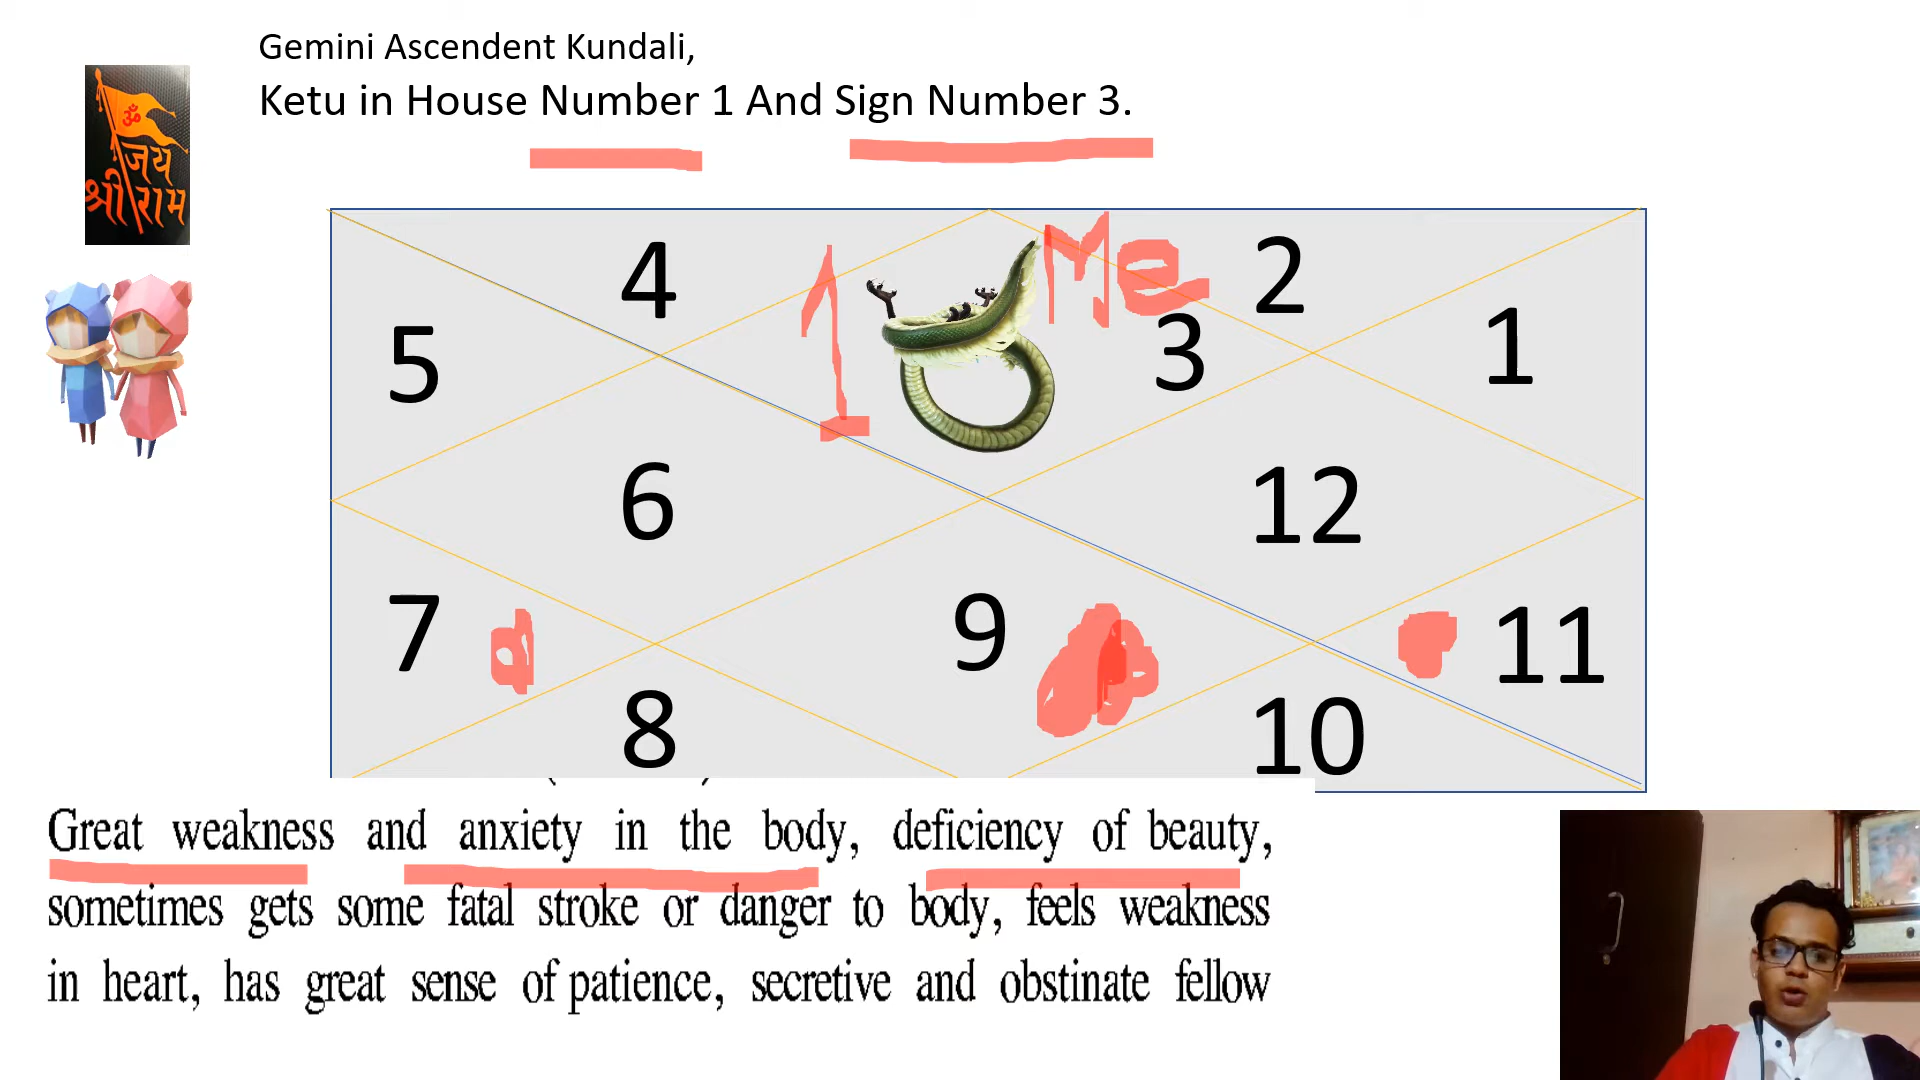 Gemini Ascendent Kundali,
Ketu in House Number 1 And Sign Number 3.
ॐ
जय
श्री राम
4
1
Me
2
5
3
1
6
12
7
9
11
8
10
Great weakness and anxiety in the body, deficiency of beauty,
sometimes gets some fatal stroke or danger to body, feels weakness
in heart, has great sense of patience, secretive and obstinate fellow